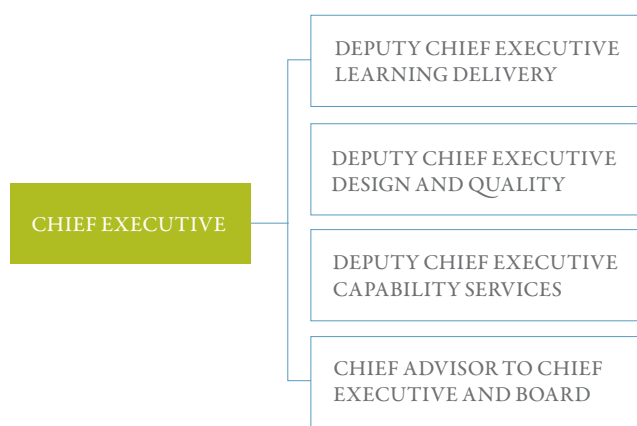 DEPUTY CHIEF EXECUTIVE
LEARNING DELIVERY
DEPUTY CHIEF EXECUTIVE
DESIGN AND QUALITY
CHIEF EXECUTIVE
DEPUTY CHIEF EXECUTIVE
CAPABILITY SERVICES
CHIEF ADVISOR TO CHIEF
EXECUTIVE AND BOARD